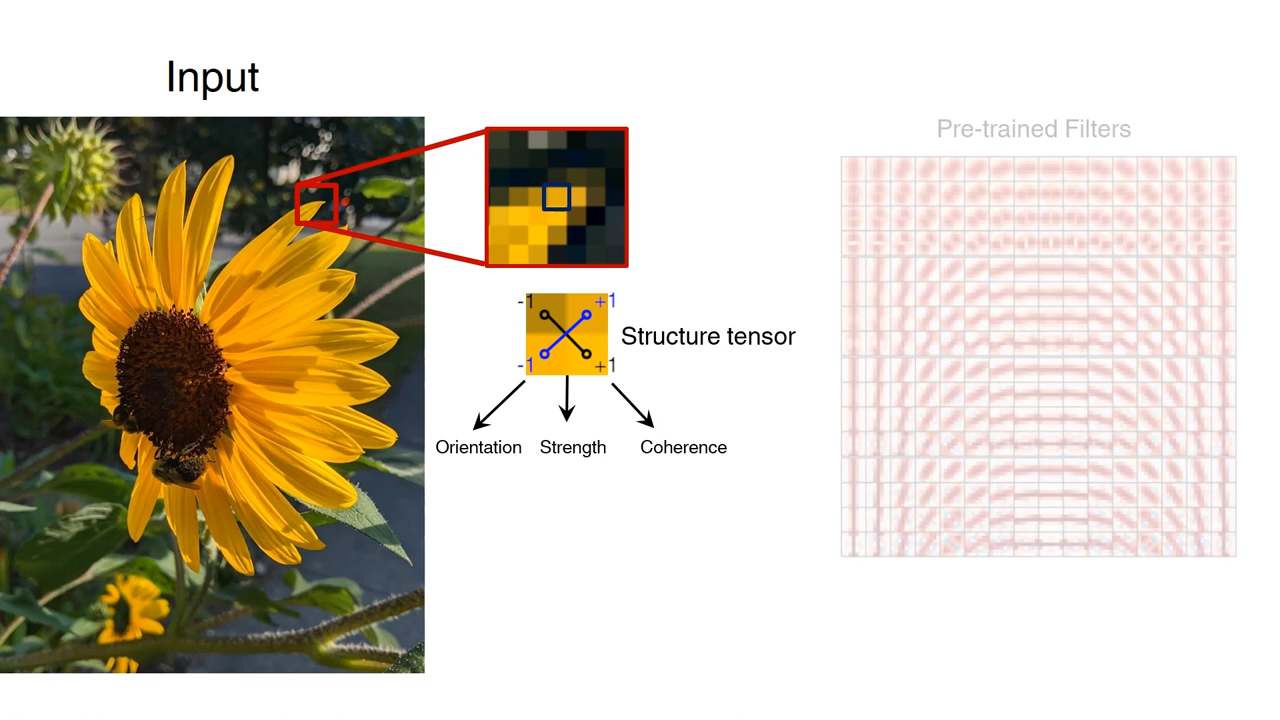 Input
Pre-trained Filters
-1 +1
Structure tensor
-1 +1
Orientation Strength Coherence